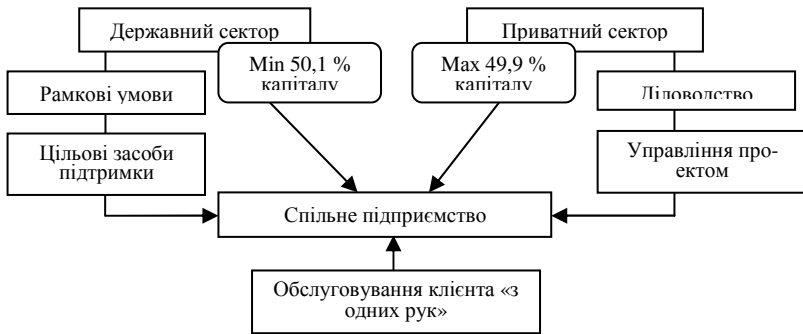 Державний сектор
Приватний сектор
Min 50,1 %
капіталу
Max 49,9 %
капіталу
Рамкові умови
Діловодство
Цільові засоби
підтримки
Управління про-
ектом
Спільне підприємство
Обслуговування клієнта «з
одних рук»